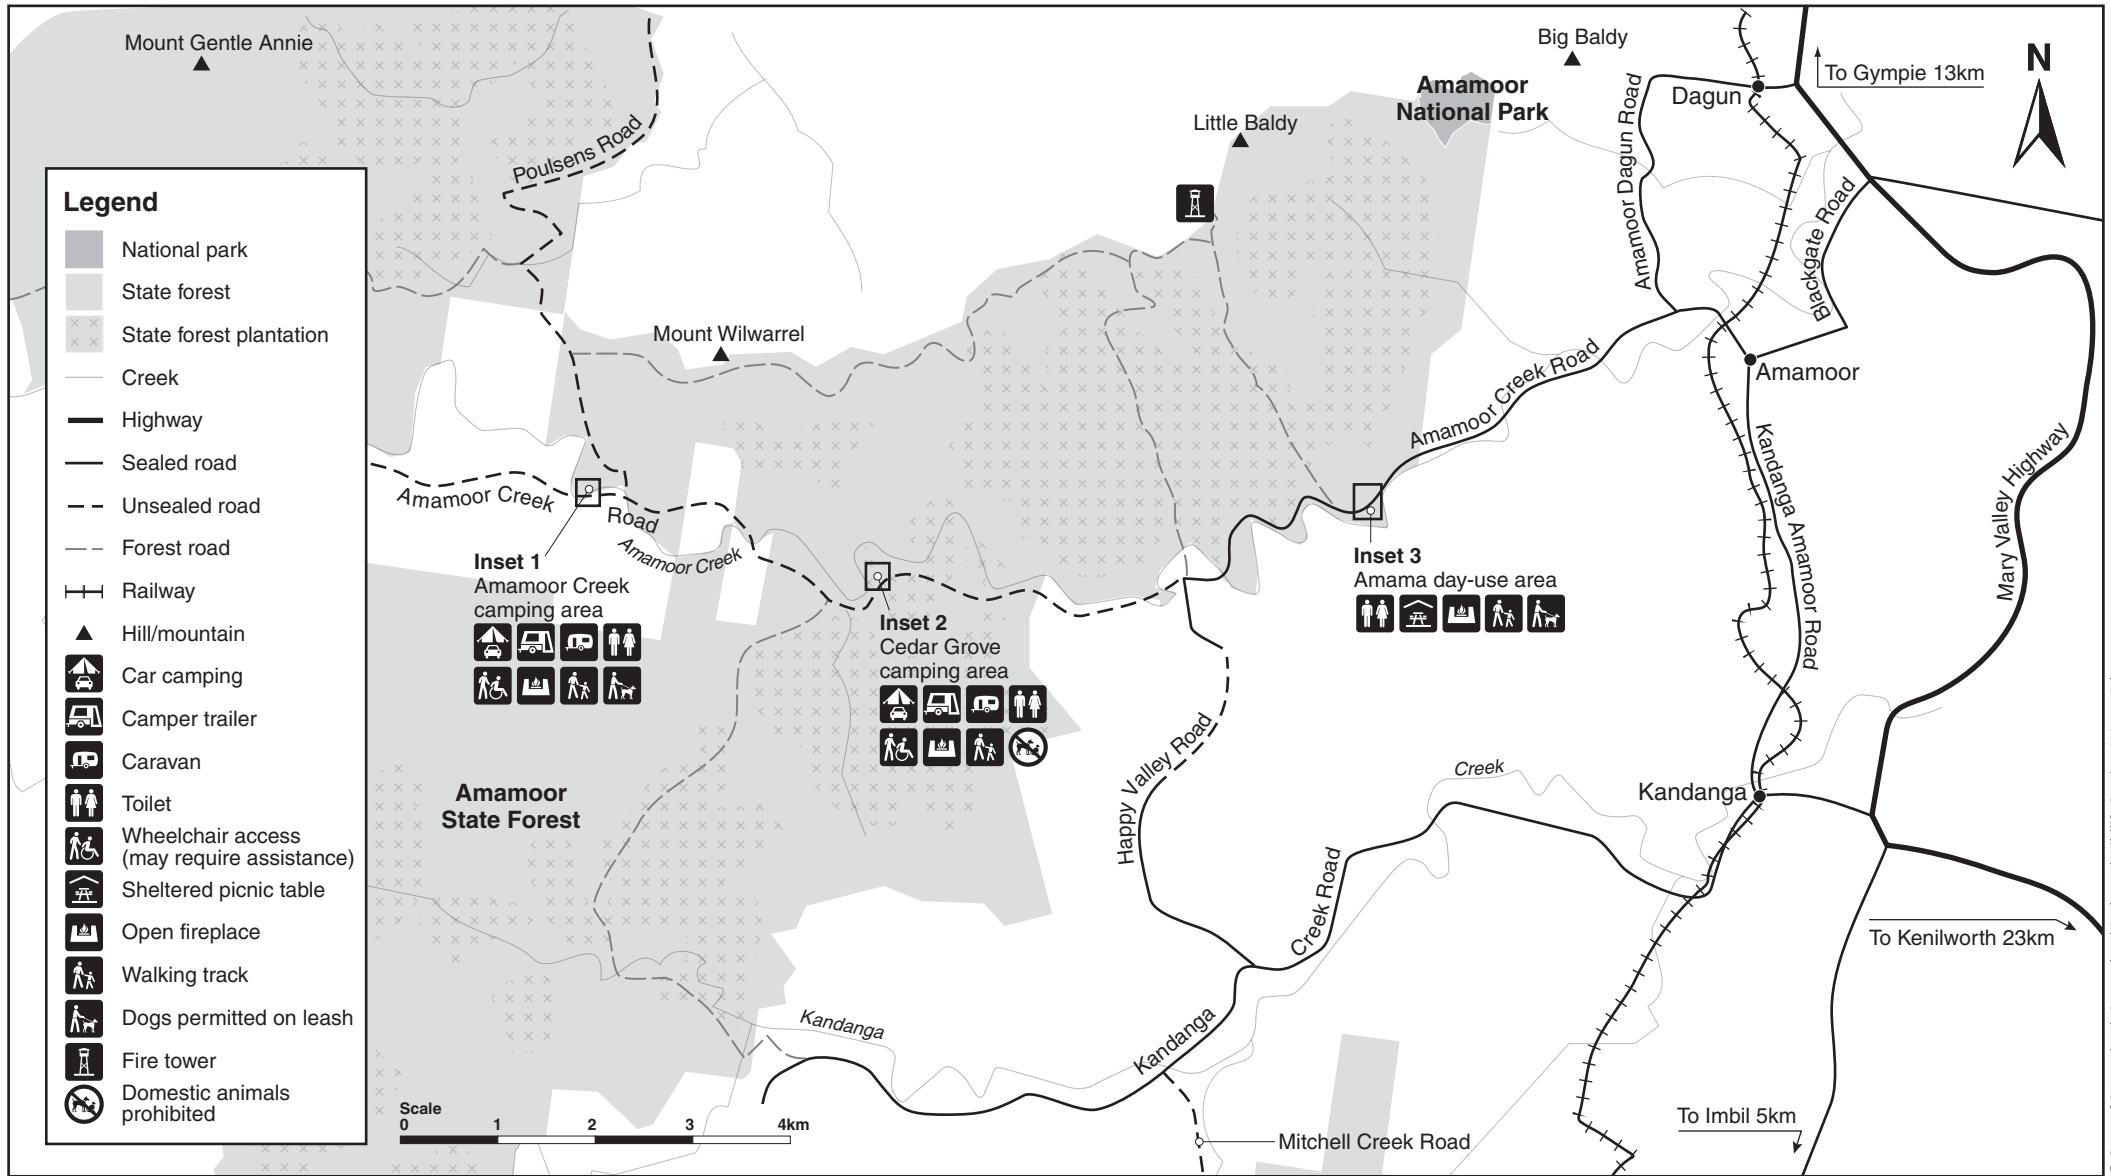 Mount Gentle Annie
Poulsens Road
Big Baldy
Amamoor
National Park
Little Baldy
Dagun
To Gympie 13km
N
Amamoor Dagun Road
Blackgate Road
Mount Wilwarrel
Amamoor
Amamoor Creek Road
Kandanga Amamoor Road
Mary Valley Highway
Amamoor Creek
Road
Amamoor Creek
Inset 1
Amamoor Creek
camping area
Inset 2
Cedar Grove
camping area
Inset 3
Amama day-use area
Happy Valley Road
Creek
Kandanga
Amamoor
State Forest
Creek Road
Kandanga
Kandanga
To Kenilworth 23km
To Imbil 5km
Mitchell Creek Road
Scale
0 1 2 3 4km
Legend
National park
State forest
State forest plantation
Creek
Highway
Sealed road
Unsealed road
Forest road
Railway
Hill/mountain
Car camping
Camper trailer
Caravan
Toilet
Wheelchair access
(may require assistance)
Sheltered picnic table
Open fireplace
Walking track
Dogs permitted on leash
Fire tower
Domestic animals
prohibited